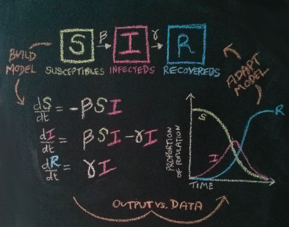 BUILD MODEL
S β I γ R
SUSCEPTIBLES INFECTEDS RECOVEREDS
ADAPT MODEL
dS/dt = -βSI
dI/dt = βSI-γI
dR/dt = γI
PROPORTION OF POPULATION
S
I
R
TIME
OUTPUT VS. DATA